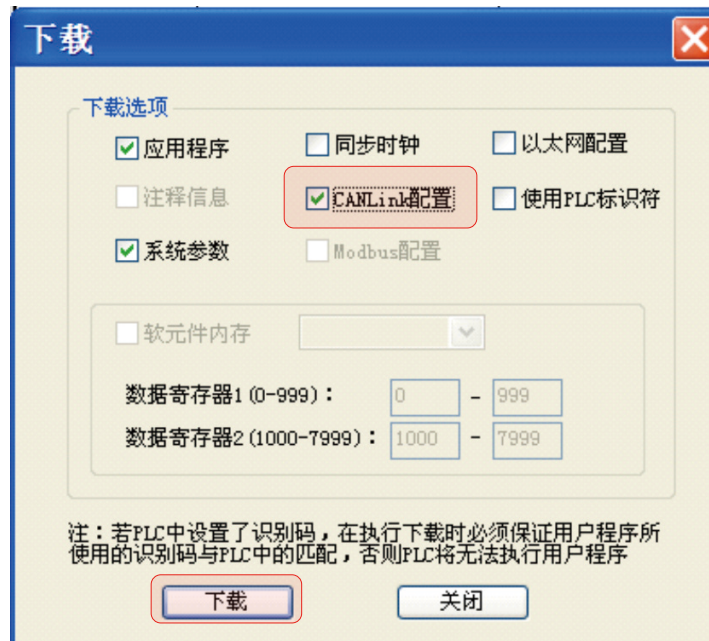 下载
下载选项
应用程序 同步时钟 以太网配置
注释信息 CANLink配置 使用PLC标识符
系统参数 Modbus配置
软元件内存
数据寄存器1(0-999)： 0 - 999
数据寄存器2(1000-7999)： 1000 - 7999
注：若PLC中设置了识别码，在执行下载时必须保证用户程序所
使用的识别码与PLC中的匹配，否则PLC将无法执行用户程序
下载 关闭